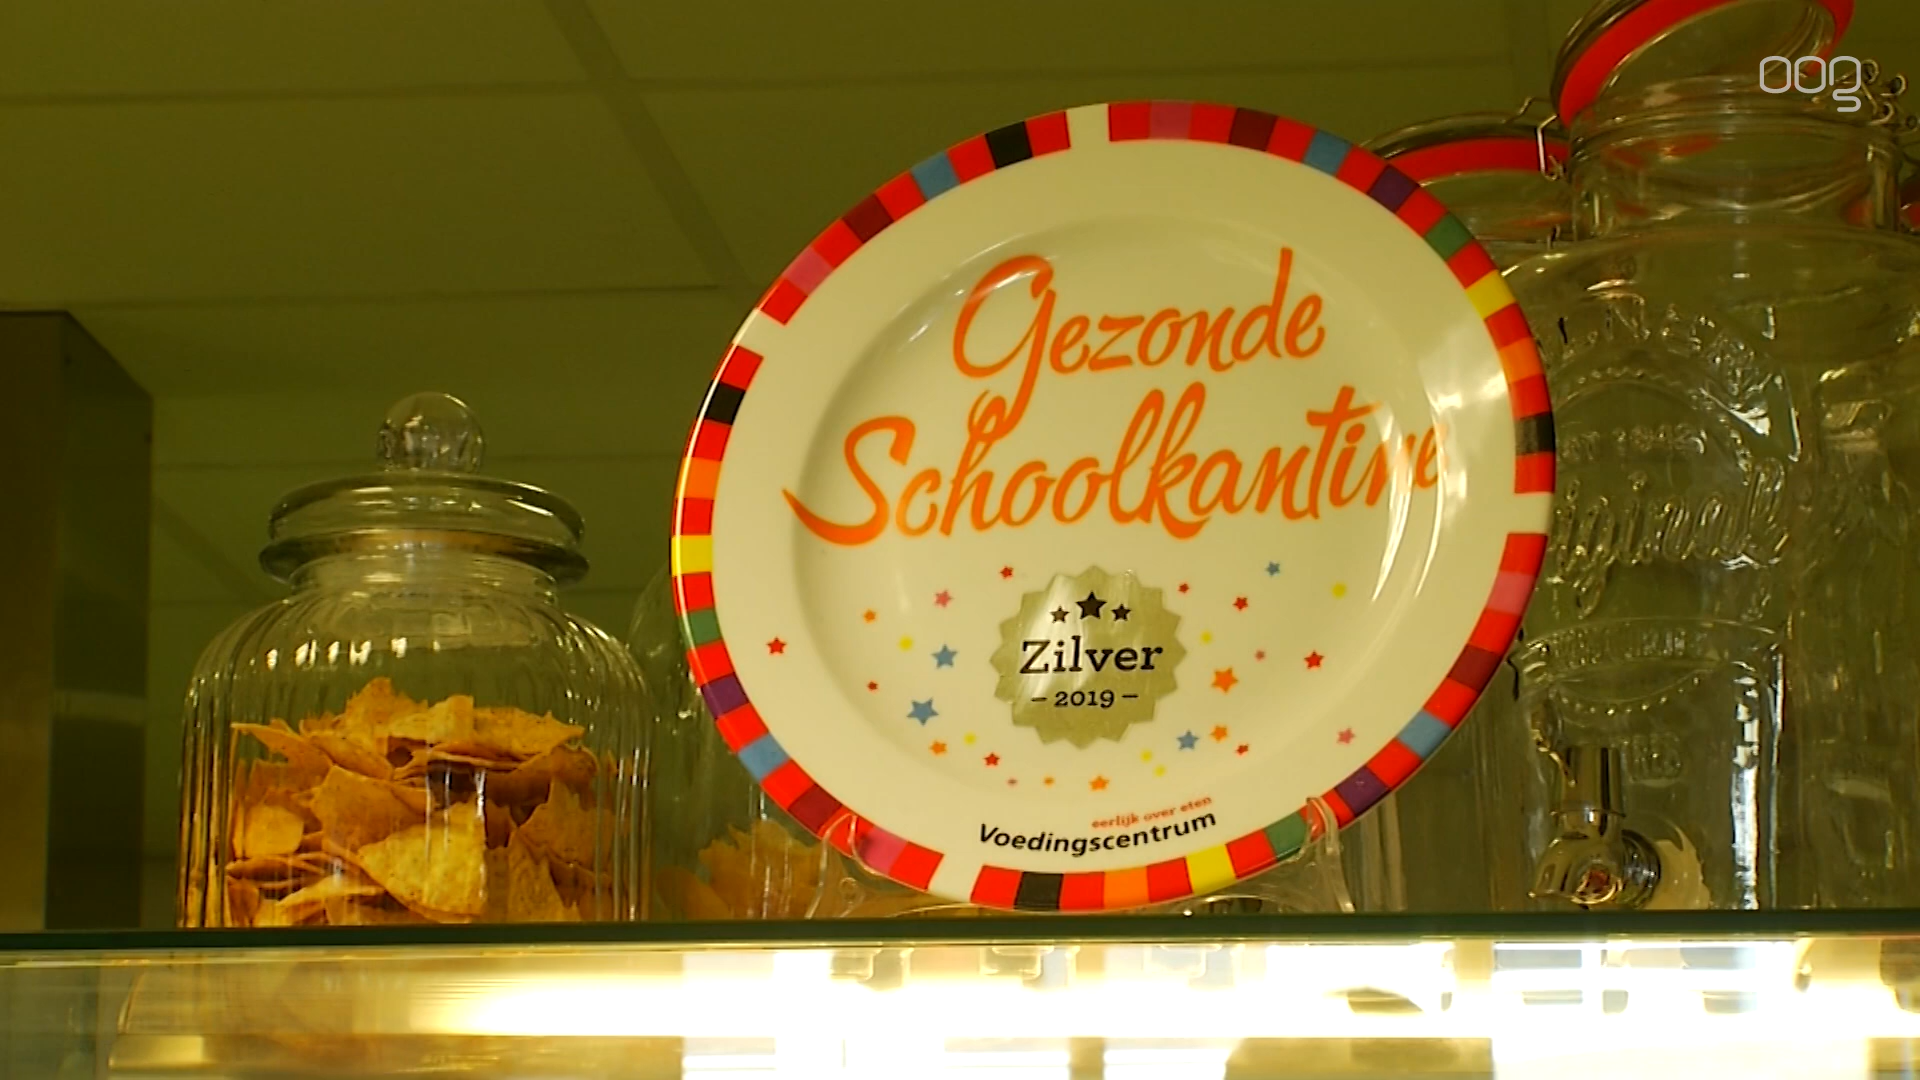 oog
Gezonde
Schoolkantine
Zilver
– 2019 –
eerlijk over eten
Voedingscentrum